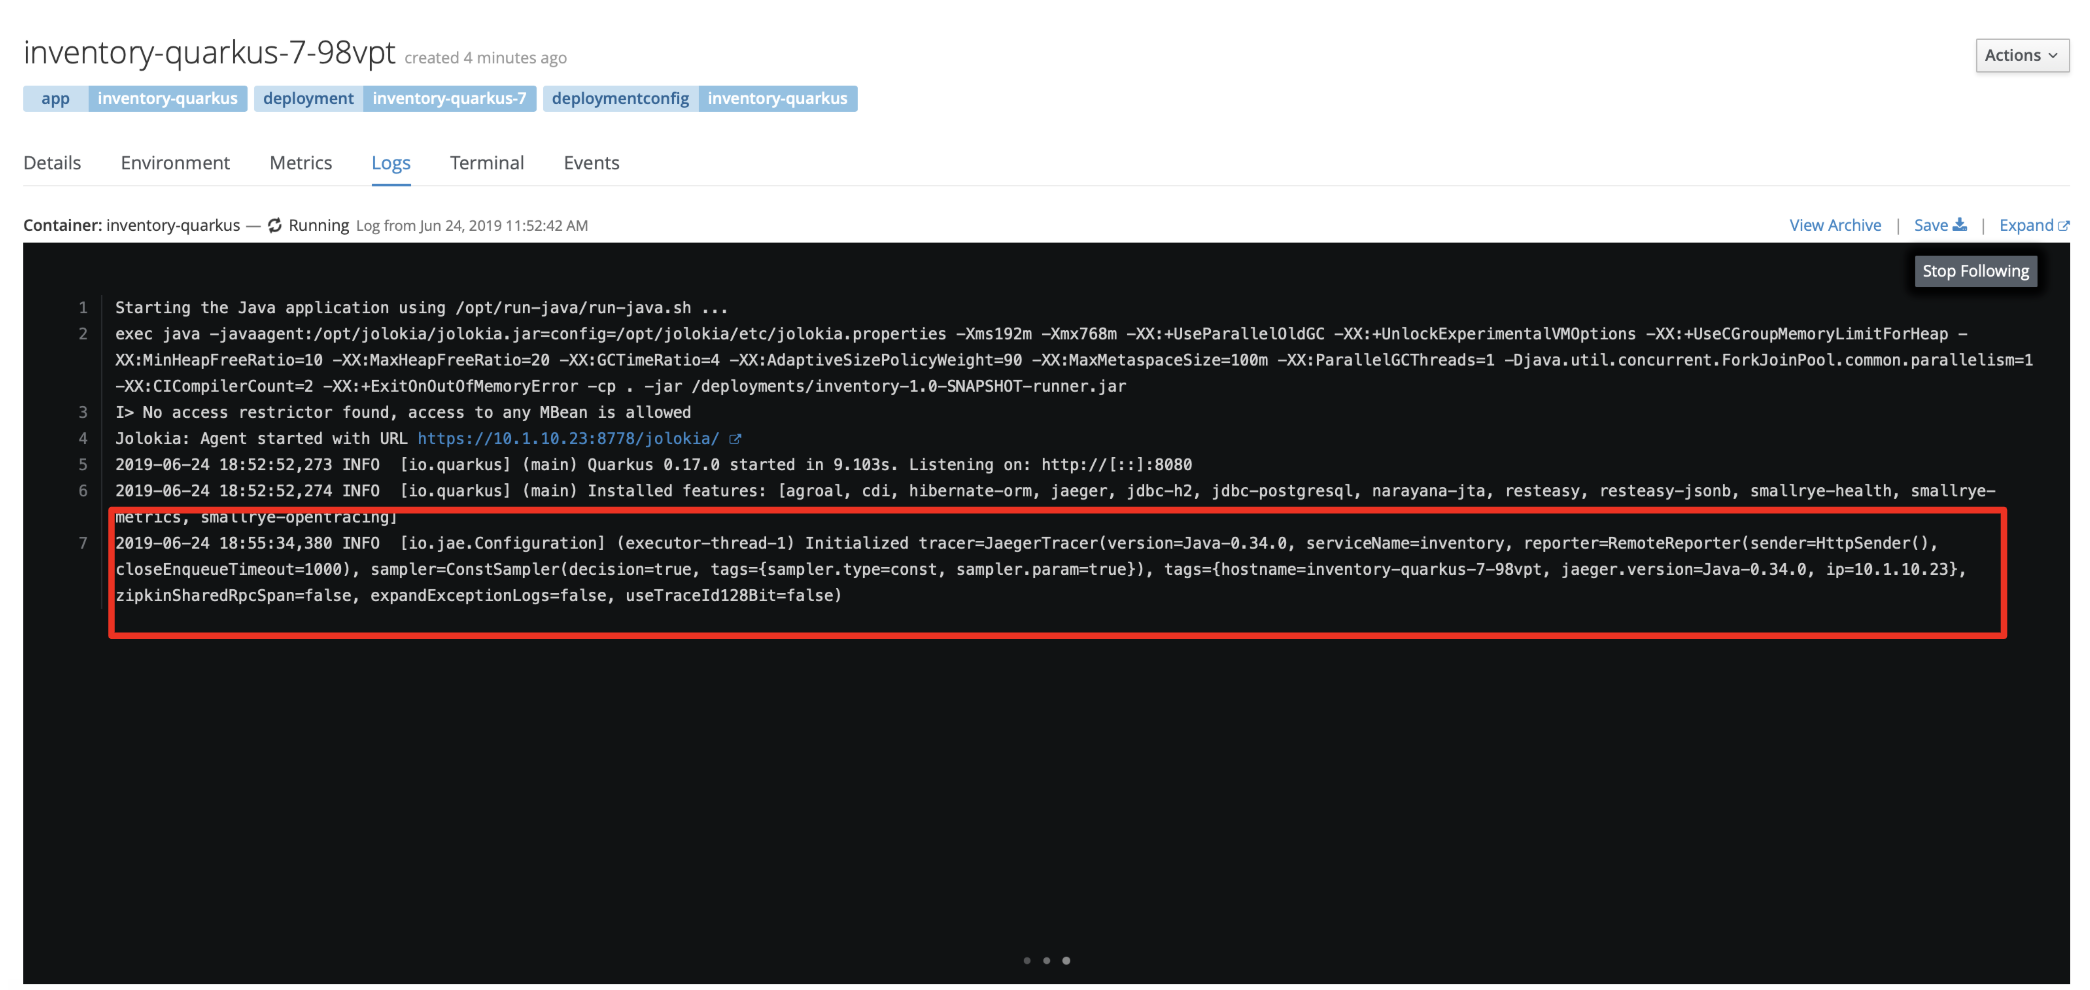 inventory-quarkus-7-98vpt created 4 minutes ago
Actions
app inventory-quarkus deployment inventory-quarkus-7 deploymentconfig inventory-quarkus
Details Environment Metrics Logs Terminal Events
Container: inventory-quarkus — Running Log from Jun 24, 2019 11:52:42 AM
View Archive | Save | Expand
Stop Following
1 Starting the Java application using /opt/run-java/run-java.sh ...
2 exec java -javaagent:/opt/jolokia/jolokia.jar=config=/opt/jolokia/etc/jolokia.properties -Xms192m -Xmx768m -XX:+UseParallelOldGC -XX:+UnlockExperimentalVMOptions -XX:+UseCGroupMemoryLimitForHeap -
XX:MinHeapFreeRatio=10 -XX:MaxHeapFreeRatio=20 -XX:GCTimeRatio=4 -XX:AdaptiveSizePolicyWeight=90 -XX:MaxMetaspaceSize=100m -XX:ParallelGCThreads=1 -Djava.util.concurrent.ForkJoinPool.common.parallelism=1
-XX:CICompilerCount=2 -XX:+ExitOnOutOfMemoryError -cp . -jar /deployments/inventory-1.0-SNAPSHOT-runner.jar
3 I> No access restrictor found, access to any MBean is allowed
4 Jolokia: Agent started with URL https://10.1.10.23:8778/jolokia/
5 2019-06-24 18:52:52,273 INFO [io.quarkus] (main) Quarkus 0.17.0 started in 9.103s. Listening on: http://[::]:8080
6 2019-06-24 18:52:52,274 INFO [io.quarkus] (main) Installed features: [agroal, cdi, hibernate-orm, jaeger, jdbc-h2, jdbc-postgresql, narayana-jta, resteasy, resteasy-jsonb, smallrye-health, smallrye-
metrics, smallrye-opentracing]
7 2019-06-24 18:55:34,380 INFO [io.jae.Configuration] (executor-thread-1) Initialized tracer=JaegerTracer(version=Java-0.34.0, serviceName=inventory, reporter=RemoteReporter(sender=HttpSender(),
closeEnqueueTimeout=1000), sampler=ConstSampler(decision=true, tags={sampler.type=const, sampler.param=true}), tags={hostname=inventory-quarkus-7-98vpt, jaeger.version=Java-0.34.0, ip=10.1.10.23},
zipkinSharedRpcSpan=false, expandExceptionLogs=false, useTraceId128Bit=false)